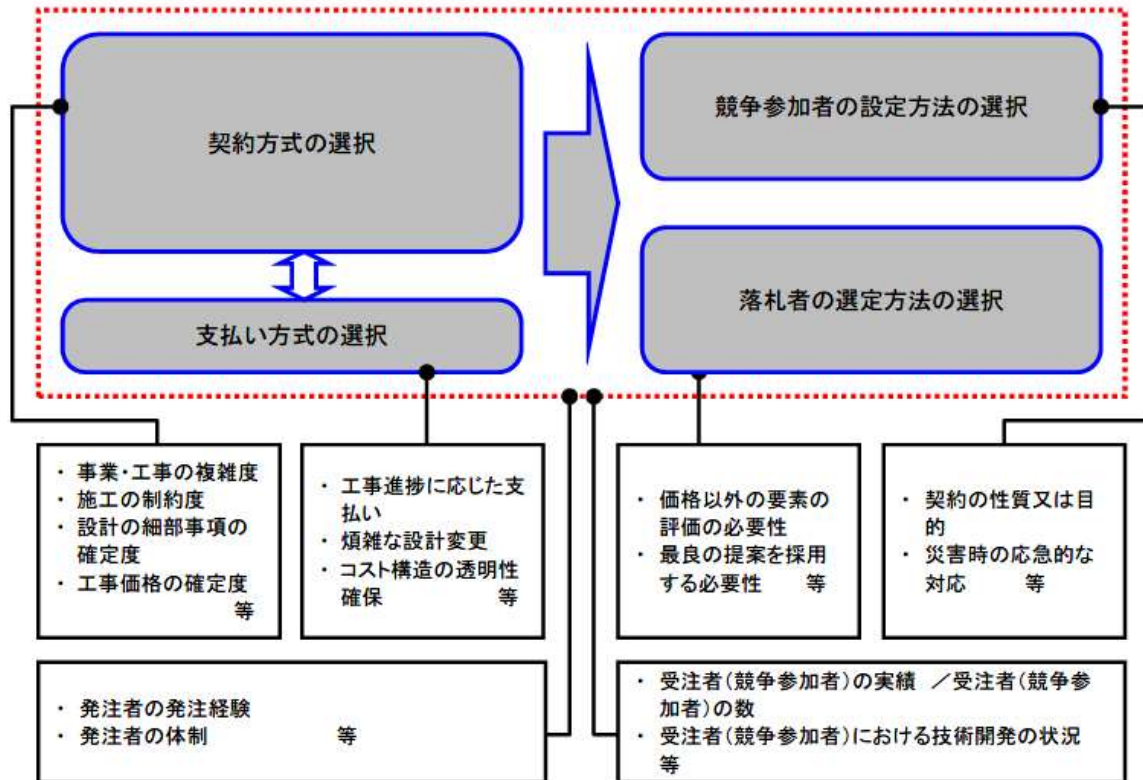 契約方式の選択
支払い方式の選択
競争参加者の設定方法の選択
落札者の選定方法の選択
・ 事業・工事の複雑度
・ 施工の制約度
・ 設計の細部事項の
確定度
・ 工事価格の確定度
等
・ 工事進捗に応じた支
払い
・ 煩雑な設計変更
・ コスト構造の透明性
確保 等
・ 価格以外の要素の
評価の必要性
・ 最良の提案を採用
する必要性 等
・ 契約の性質又は目
的
・ 災害時の応急的な
対応 等
・ 発注者の発注経験
・ 発注者の体制 等
・ 受注者(競争参加者)の実績 /受注者(競争参
加者)の数
・ 受注者(競争参加者)における技術開発の状況
等